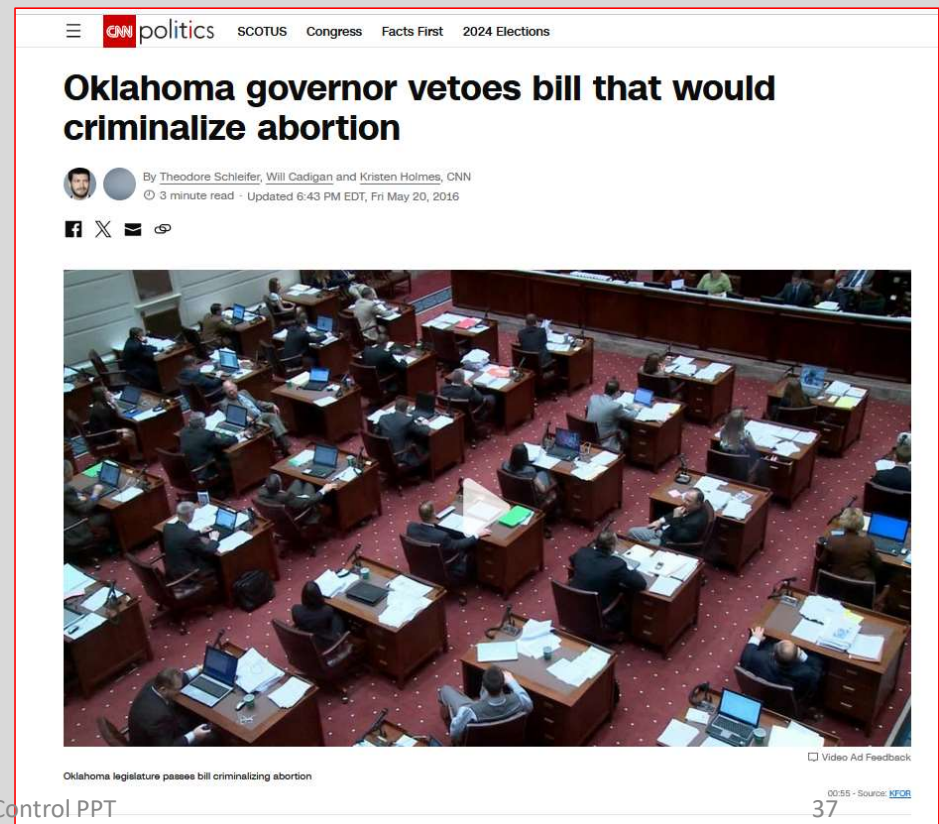 CNN politics SCOTUS Congress Facts First 2024 Elections
Oklahoma governor vetoes bill that would
criminalize abortion
By Theodore Schleifer, Will Cadigan and Kristen Holmes, CNN
3 minute read · Updated 6:43 PM EDT, Fri May 20, 2016
Video Ad Feedback
Oklahoma legislature passes bill criminalizing abortion
00:55 - Source: KFOR
Control PPT
37